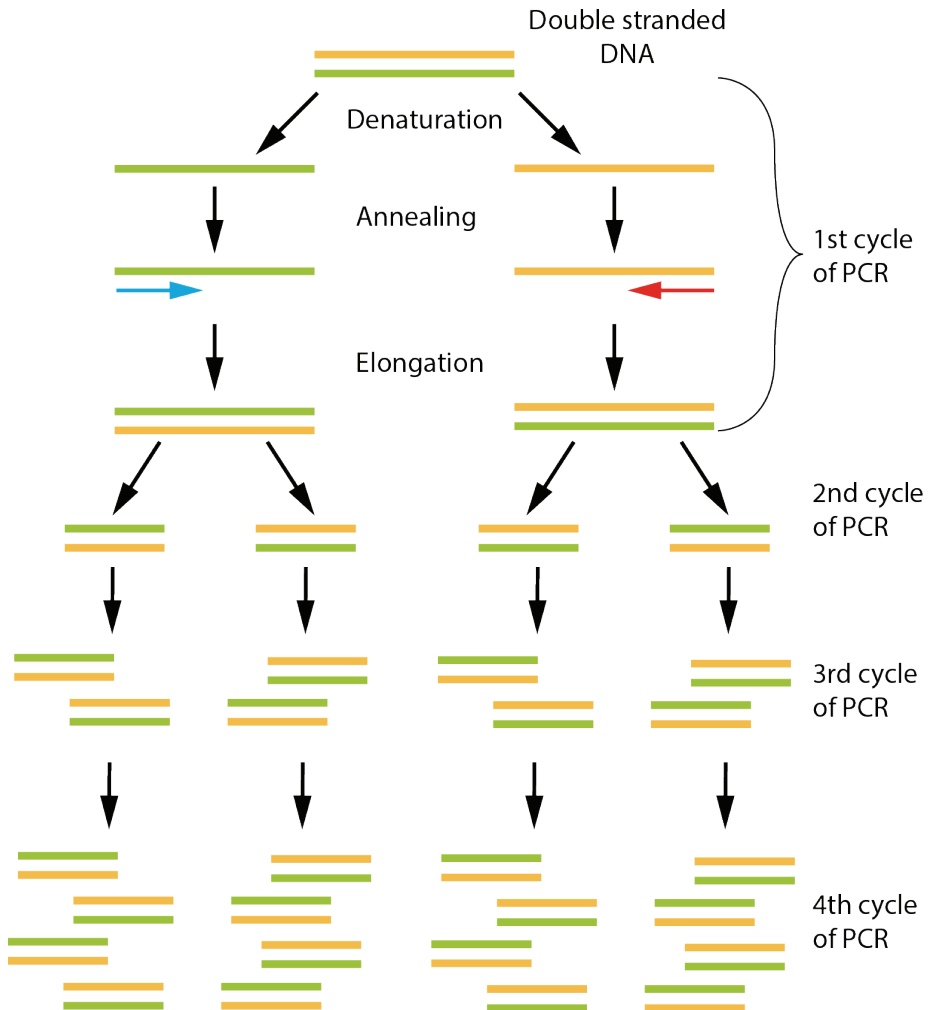 Double stranded
DNA
Denaturation
Annealing
1st cycle
of PCR
Elongation
2nd cycle
of PCR
3rd cycle
of PCR
4th cycle
of PCR